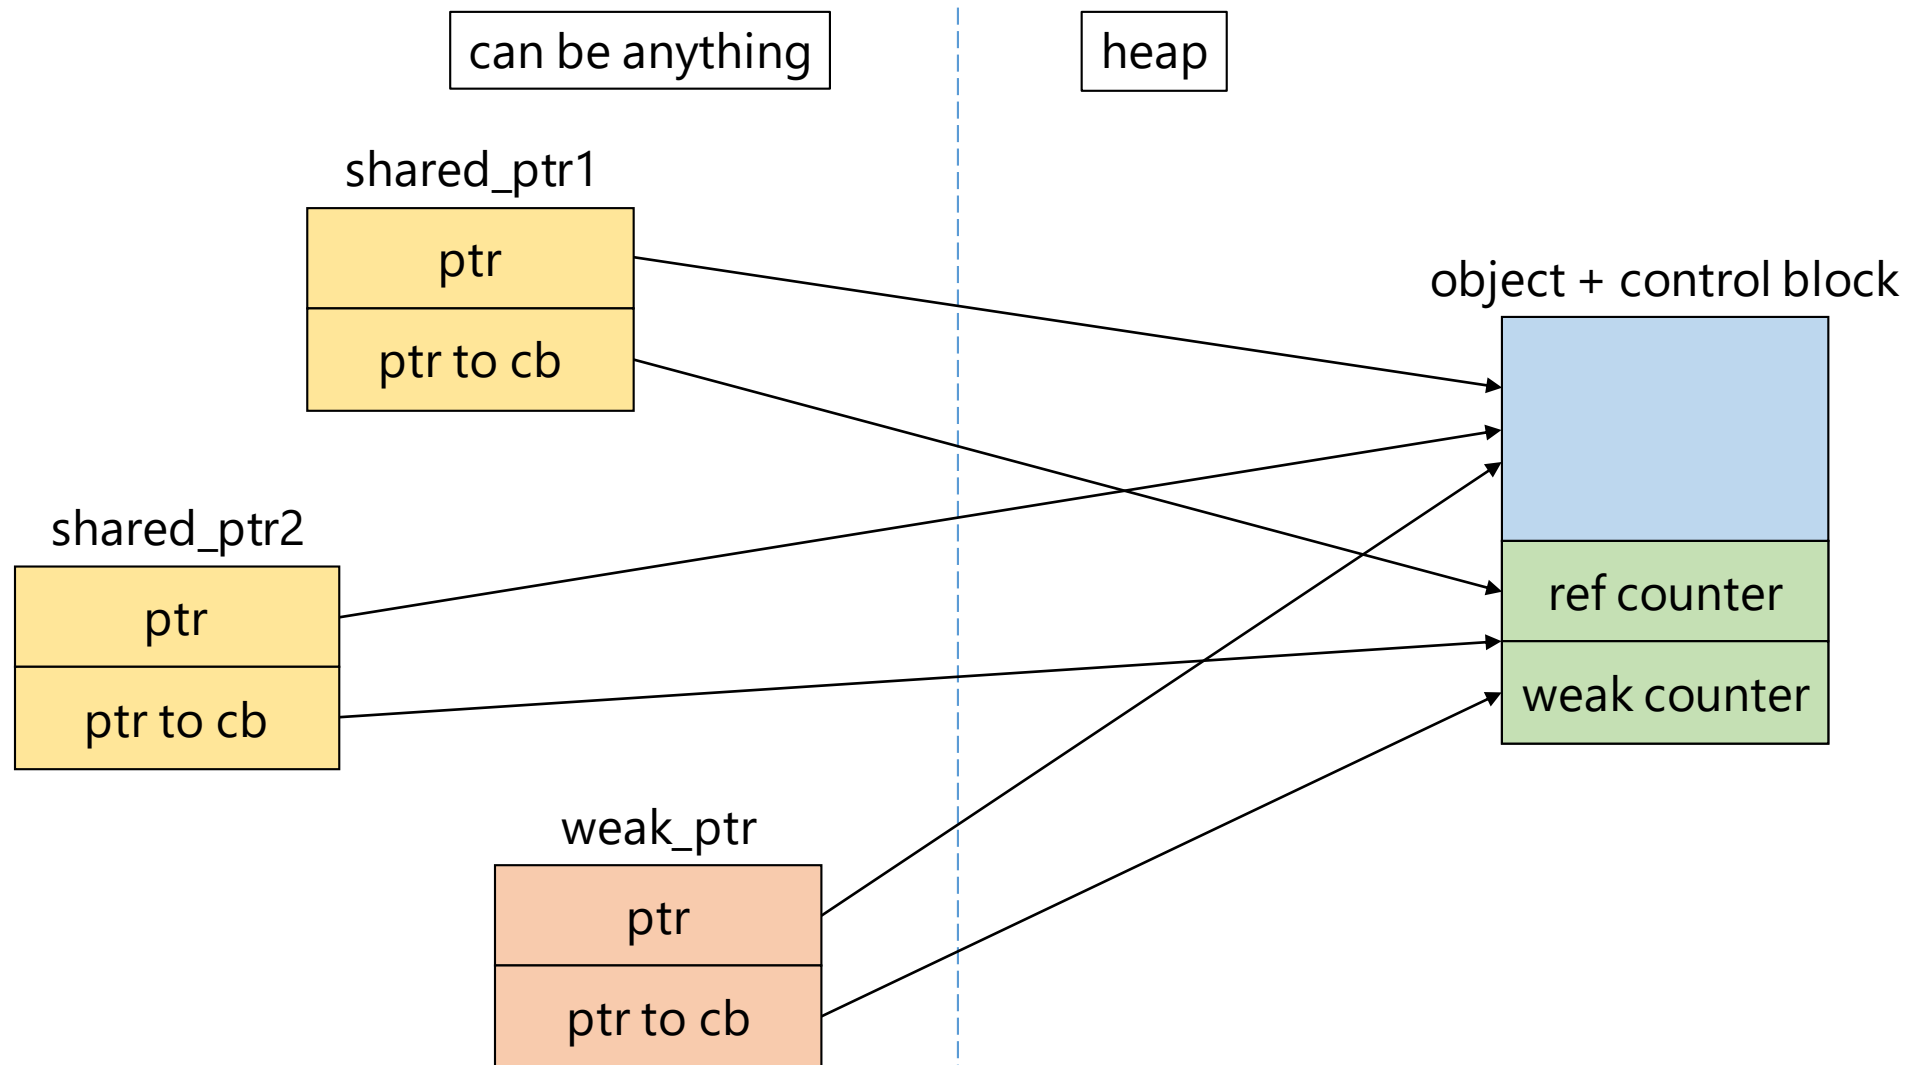 can be anything
heap
shared_ptr1
ptr
ptr to cb
object + control block
ref counter
weak counter
shared_ptr2
ptr
ptr to cb
weak_ptr
ptr
ptr to cb